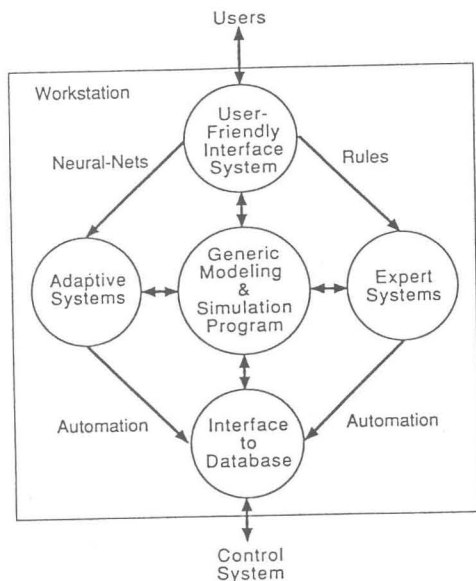 Users
Workstation
User-
Friendly
Interface
System
Neural-Nets
Rules
Adaptive
Systems
Generic
Modeling
&
Simulation
Program
Expert
Systems
Automation
Interface
to
Database
Automation
Control
System